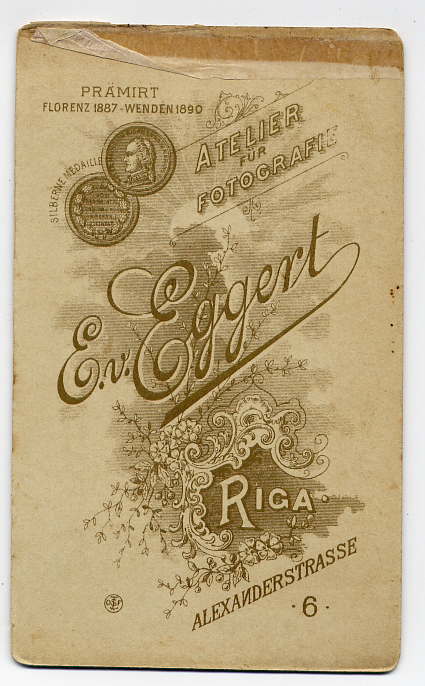 PRÄMIRT
FLORENZ 1887-WENDEN 1890
SILBERNE MEDAILLE
ATELIER
FÜR
FOTOGRAFIE
E.v. Eggert
RIGA
ALEXANDERSTRASSE
·6·